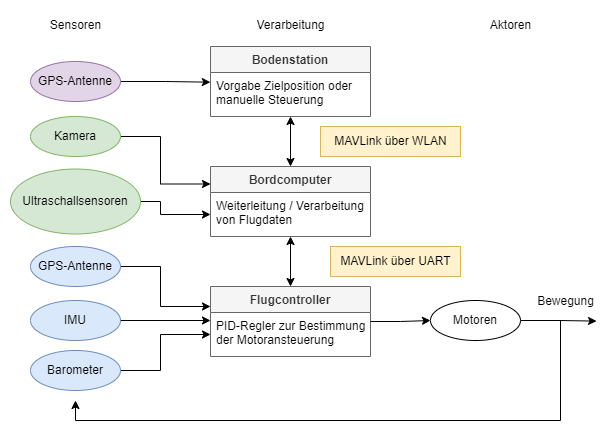 Sensoren
Verarbeitung
Aktoren
GPS-Antenne
Bodenstation
Vorgabe Zielposition oder
manuelle Steuerung
Kamera
MAVLink über WLAN
Ultraschallsensoren
Bordcomputer
Weiterleitung / Verarbeitung
von Flugdaten
GPS-Antenne
MAVLink über UART
IMU
Flugcontroller
PID-Regler zur Bestimmung
der Motoransteuerung
Motoren
Bewegung
Barometer